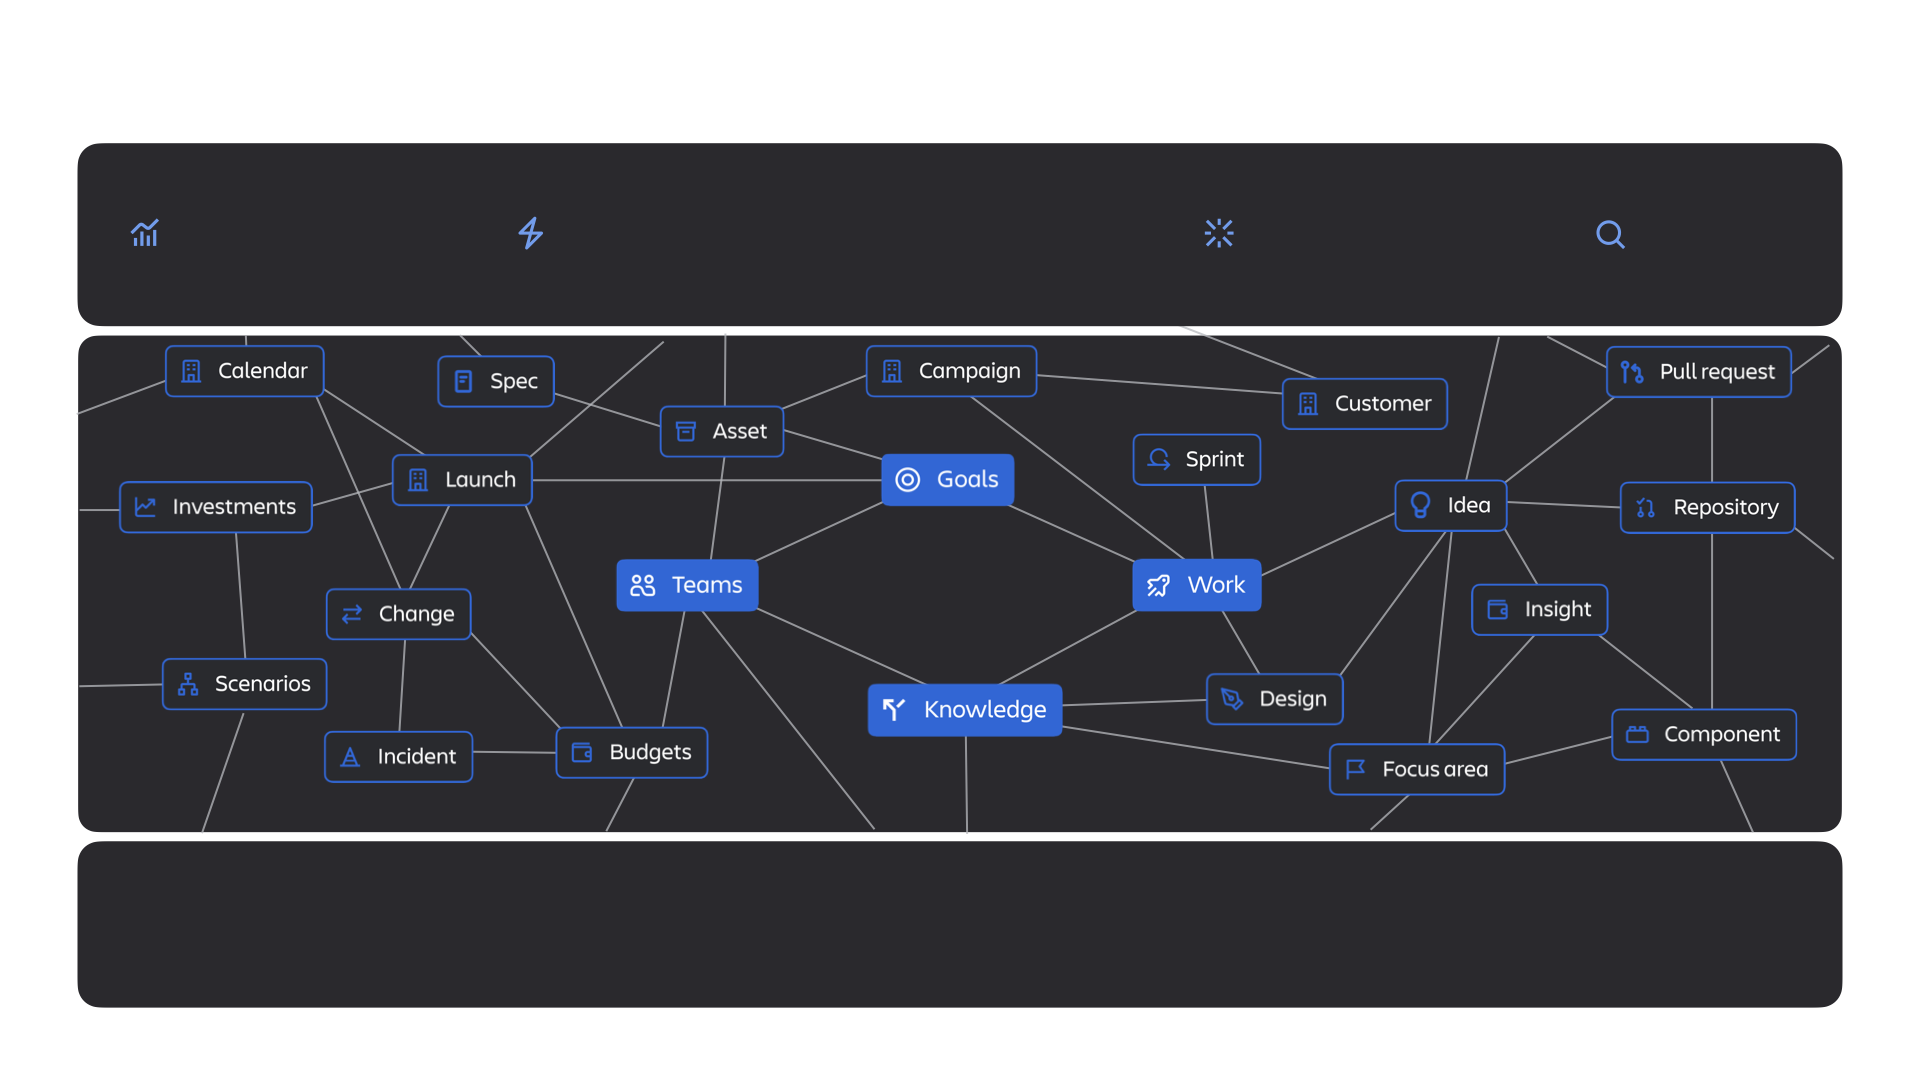 Calendar
Spec
Campaign
Pull request
Customer
Asset
Sprint
Launch
Goals
Investments
Idea
Repository
Teams
Work
Change
Insight
Scenarios
Design
Knowledge
Component
Incident
Budgets
Focus area